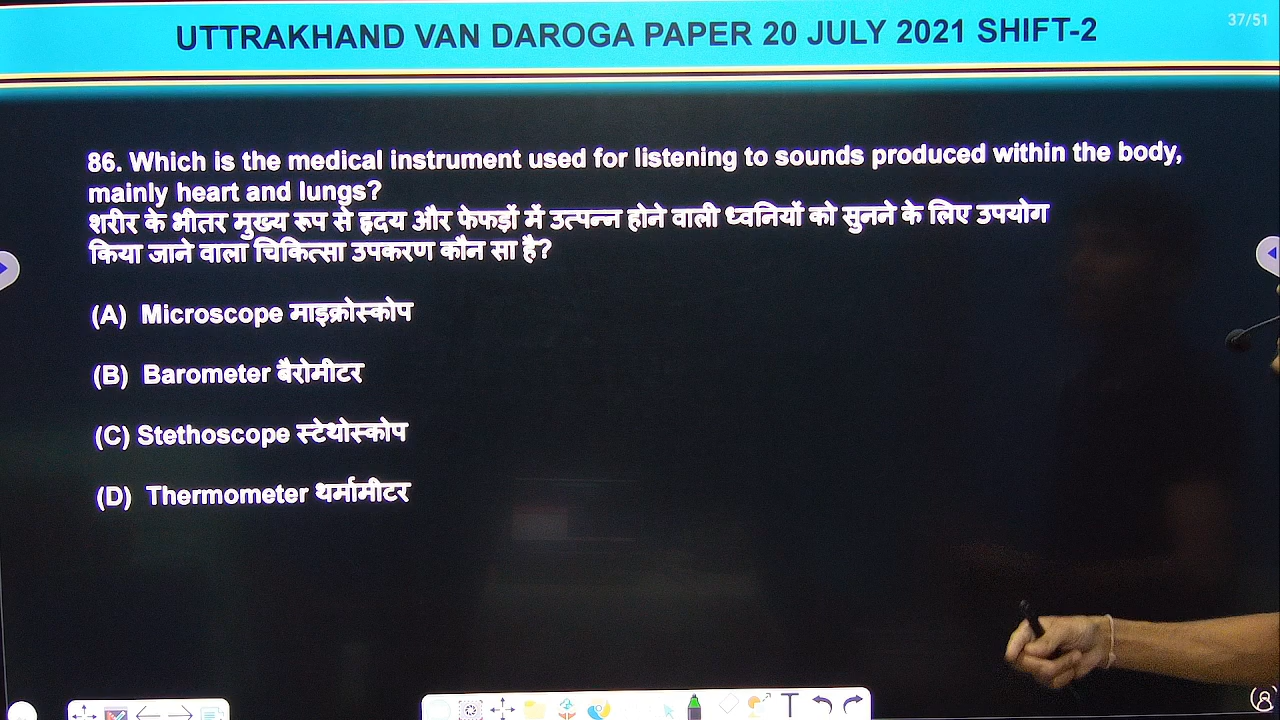 37/51
UTTRAKHAND VAN DAROGA PAPER 20 JULY 2021 SHIFT-2
86. Which is the medical instrument used for listening to sounds produced within the body,
mainly heart and lungs?
शरीर के भीतर मुख्य रूप से हृदय और फेफड़ों में उत्पन्न होने वाली ध्वनियों को सुनने के लिए उपयोग
किया जाने वाला चिकित्सा उपकरण कौन सा है?
(A) Microscope माइक्रोस्कोप
(B) Barometer बैरोमीटर
(C) Stethoscope स्टेथोस्कोप
(D) Thermometer थर्मामीटर
T